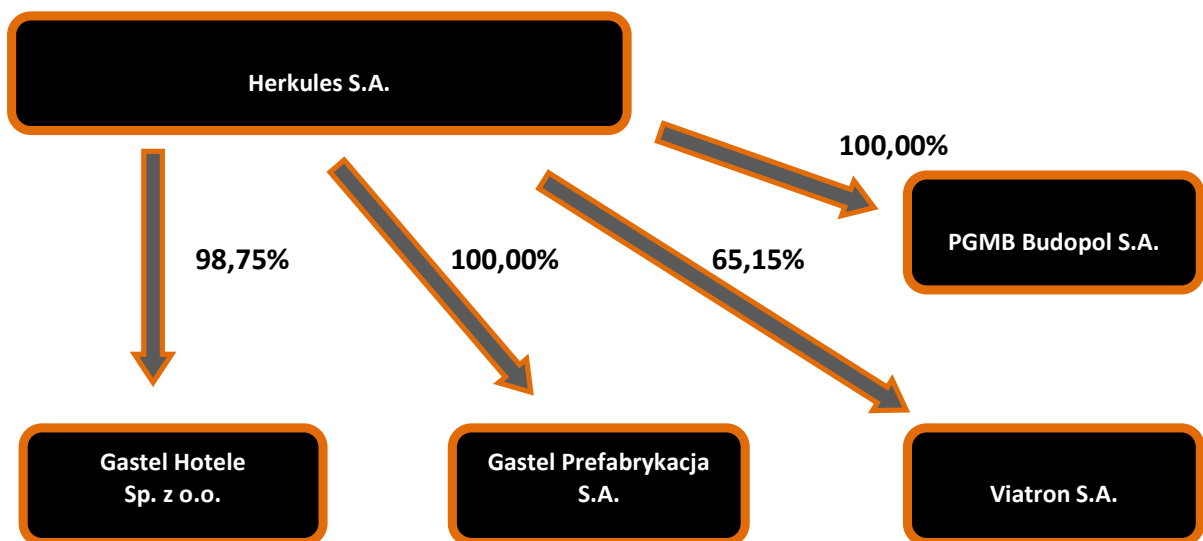 Herkules S.A.
100,00%
PGMB Budopol S.A.
98,75%
100,00%
65,15%
Gastel Hotele
Sp. z o.o.
Gastel Prefabrykacja
S.A.
Viatron S.A.